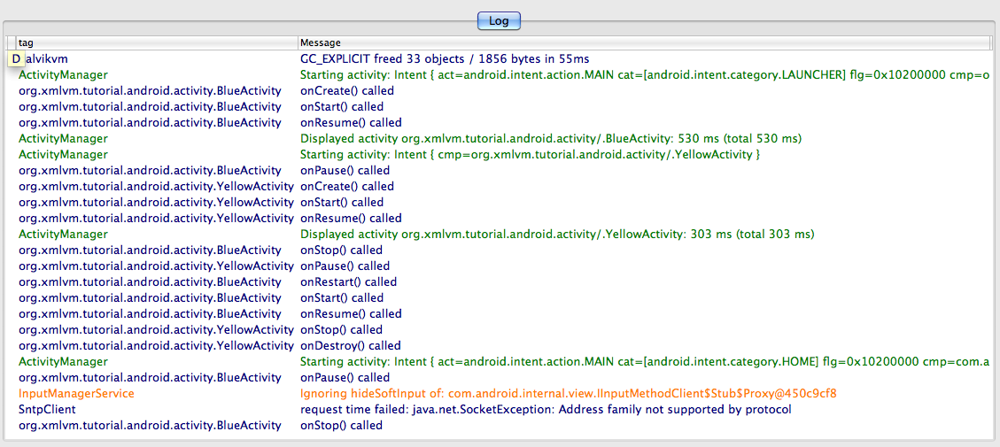 Log
tag Message
D alvikvm GC_EXPLICIT freed 33 objects / 1856 bytes in 55ms
ActivityManager Starting activity: Intent { act=android.intent.action.MAIN cat=[android.intent.category.LAUNCHER] flg=0x10200000 cmp=o
org.xmlvm.tutorial.android.activity.BlueActivity onCreate() called
org.xmlvm.tutorial.android.activity.BlueActivity onStart() called
org.xmlvm.tutorial.android.activity.BlueActivity onResume() called
ActivityManager Displayed activity org.xmlvm.tutorial.android.activity/.BlueActivity: 530 ms (total 530 ms)
ActivityManager Starting activity: Intent { cmp=org.xmlvm.tutorial.android.activity/.YellowActivity }
org.xmlvm.tutorial.android.activity.BlueActivity onPause() called
org.xmlvm.tutorial.android.activity.YellowActivity onCreate() called
org.xmlvm.tutorial.android.activity.YellowActivity onStart() called
org.xmlvm.tutorial.android.activity.YellowActivity onResume() called
ActivityManager Displayed activity org.xmlvm.tutorial.android.activity/.YellowActivity: 303 ms (total 303 ms)
org.xmlvm.tutorial.android.activity.BlueActivity onStop() called
org.xmlvm.tutorial.android.activity.YellowActivity onPause() called
org.xmlvm.tutorial.android.activity.BlueActivity onRestart() called
org.xmlvm.tutorial.android.activity.BlueActivity onStart() called
org.xmlvm.tutorial.android.activity.BlueActivity onResume() called
org.xmlvm.tutorial.android.activity.YellowActivity onStop() called
org.xmlvm.tutorial.android.activity.YellowActivity onDestroy() called
ActivityManager Starting activity: Intent { act=android.intent.action.MAIN cat=[android.intent.category.HOME] flg=0x10200000 cmp=com.a
org.xmlvm.tutorial.android.activity.BlueActivity onPause() called
InputManagerService Ignoring hideSoftInput of: com.android.internal.view.IInputMethodClient$Stub$Proxy@450c9cf8
SntpClient request time failed: java.net.SocketException: Address family not supported by protocol
org.xmlvm.tutorial.android.activity.BlueActivity onStop() called